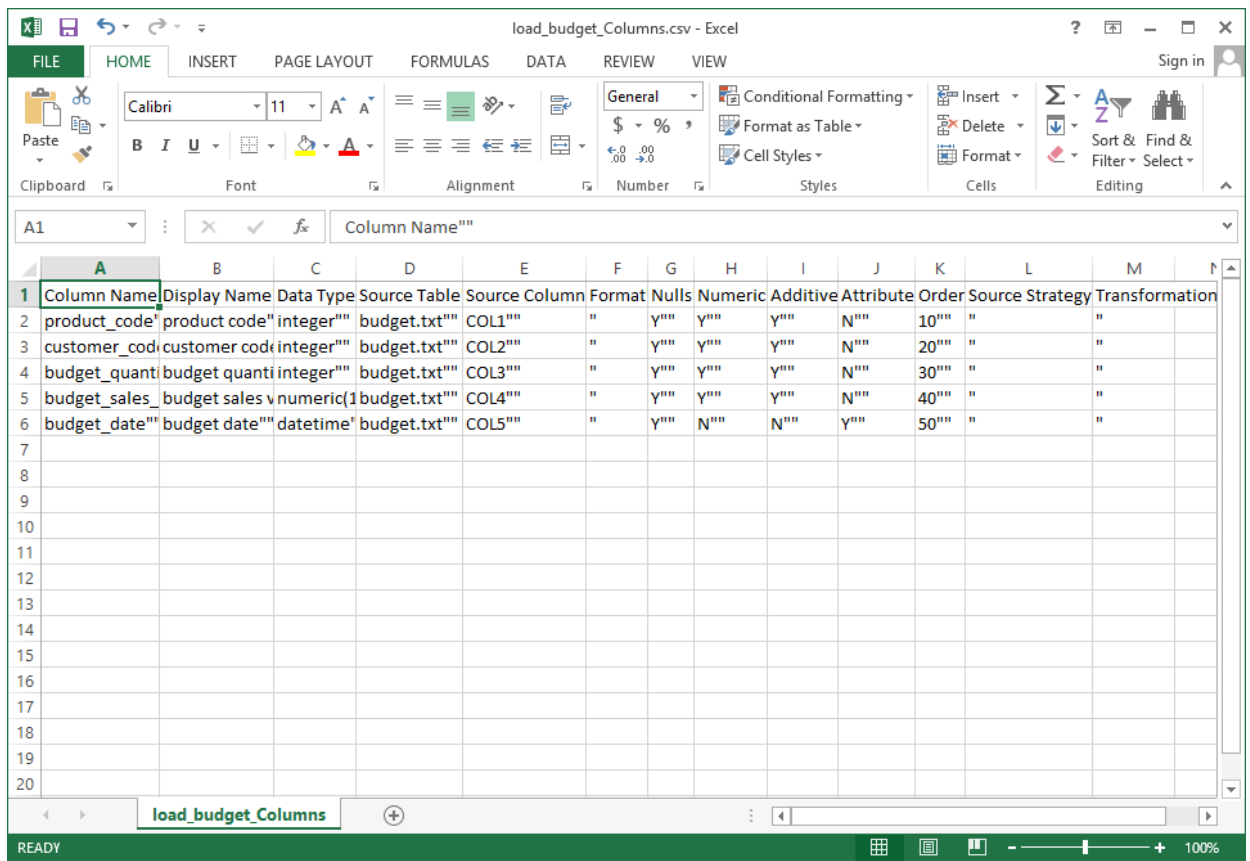 load_budget_Columns.csv - Excel
?
FILE HOME INSERT PAGE LAYOUT FORMULAS DATA REVIEW VIEW Sign in
Paste
Calibri 11 A A
B I U A
General
$ % ,
Conditional Formatting
Format as Table
Cell Styles
Insert
Delete
Format
Σ
Sort & Filter
Find & Select
Clipboard Font Alignment Number Styles Cells Editing
A1 fx Column Name""
A B C D E F G H I J K L M
1 Column Name Display Name Data Type Source Table Source Column Format Nulls Numeric Additive Attribute Order Source Strategy Transformation
2 product_code" product code" integer"" budget.txt"" COL1"" " Y"" Y"" Y"" N"" 10"" " "
3 customer_code customer code integer"" budget.txt"" COL2"" " Y"" Y"" Y"" N"" 20"" " "
4 budget_quanti budget quanti integer"" budget.txt"" COL3"" " Y"" Y"" Y"" N"" 30"" " "
5 budget_sales_ budget sales v numeric(1 budget.txt"" COL4"" " Y"" Y"" Y"" N"" 40"" " "
6 budget_date"" budget date"" datetime" budget.txt"" COL5"" " Y"" N"" N"" Y"" 50"" " "
7
8
9
10
11
12
13
14
15
16
17
18
19
20
load_budget_Columns
READY 100%